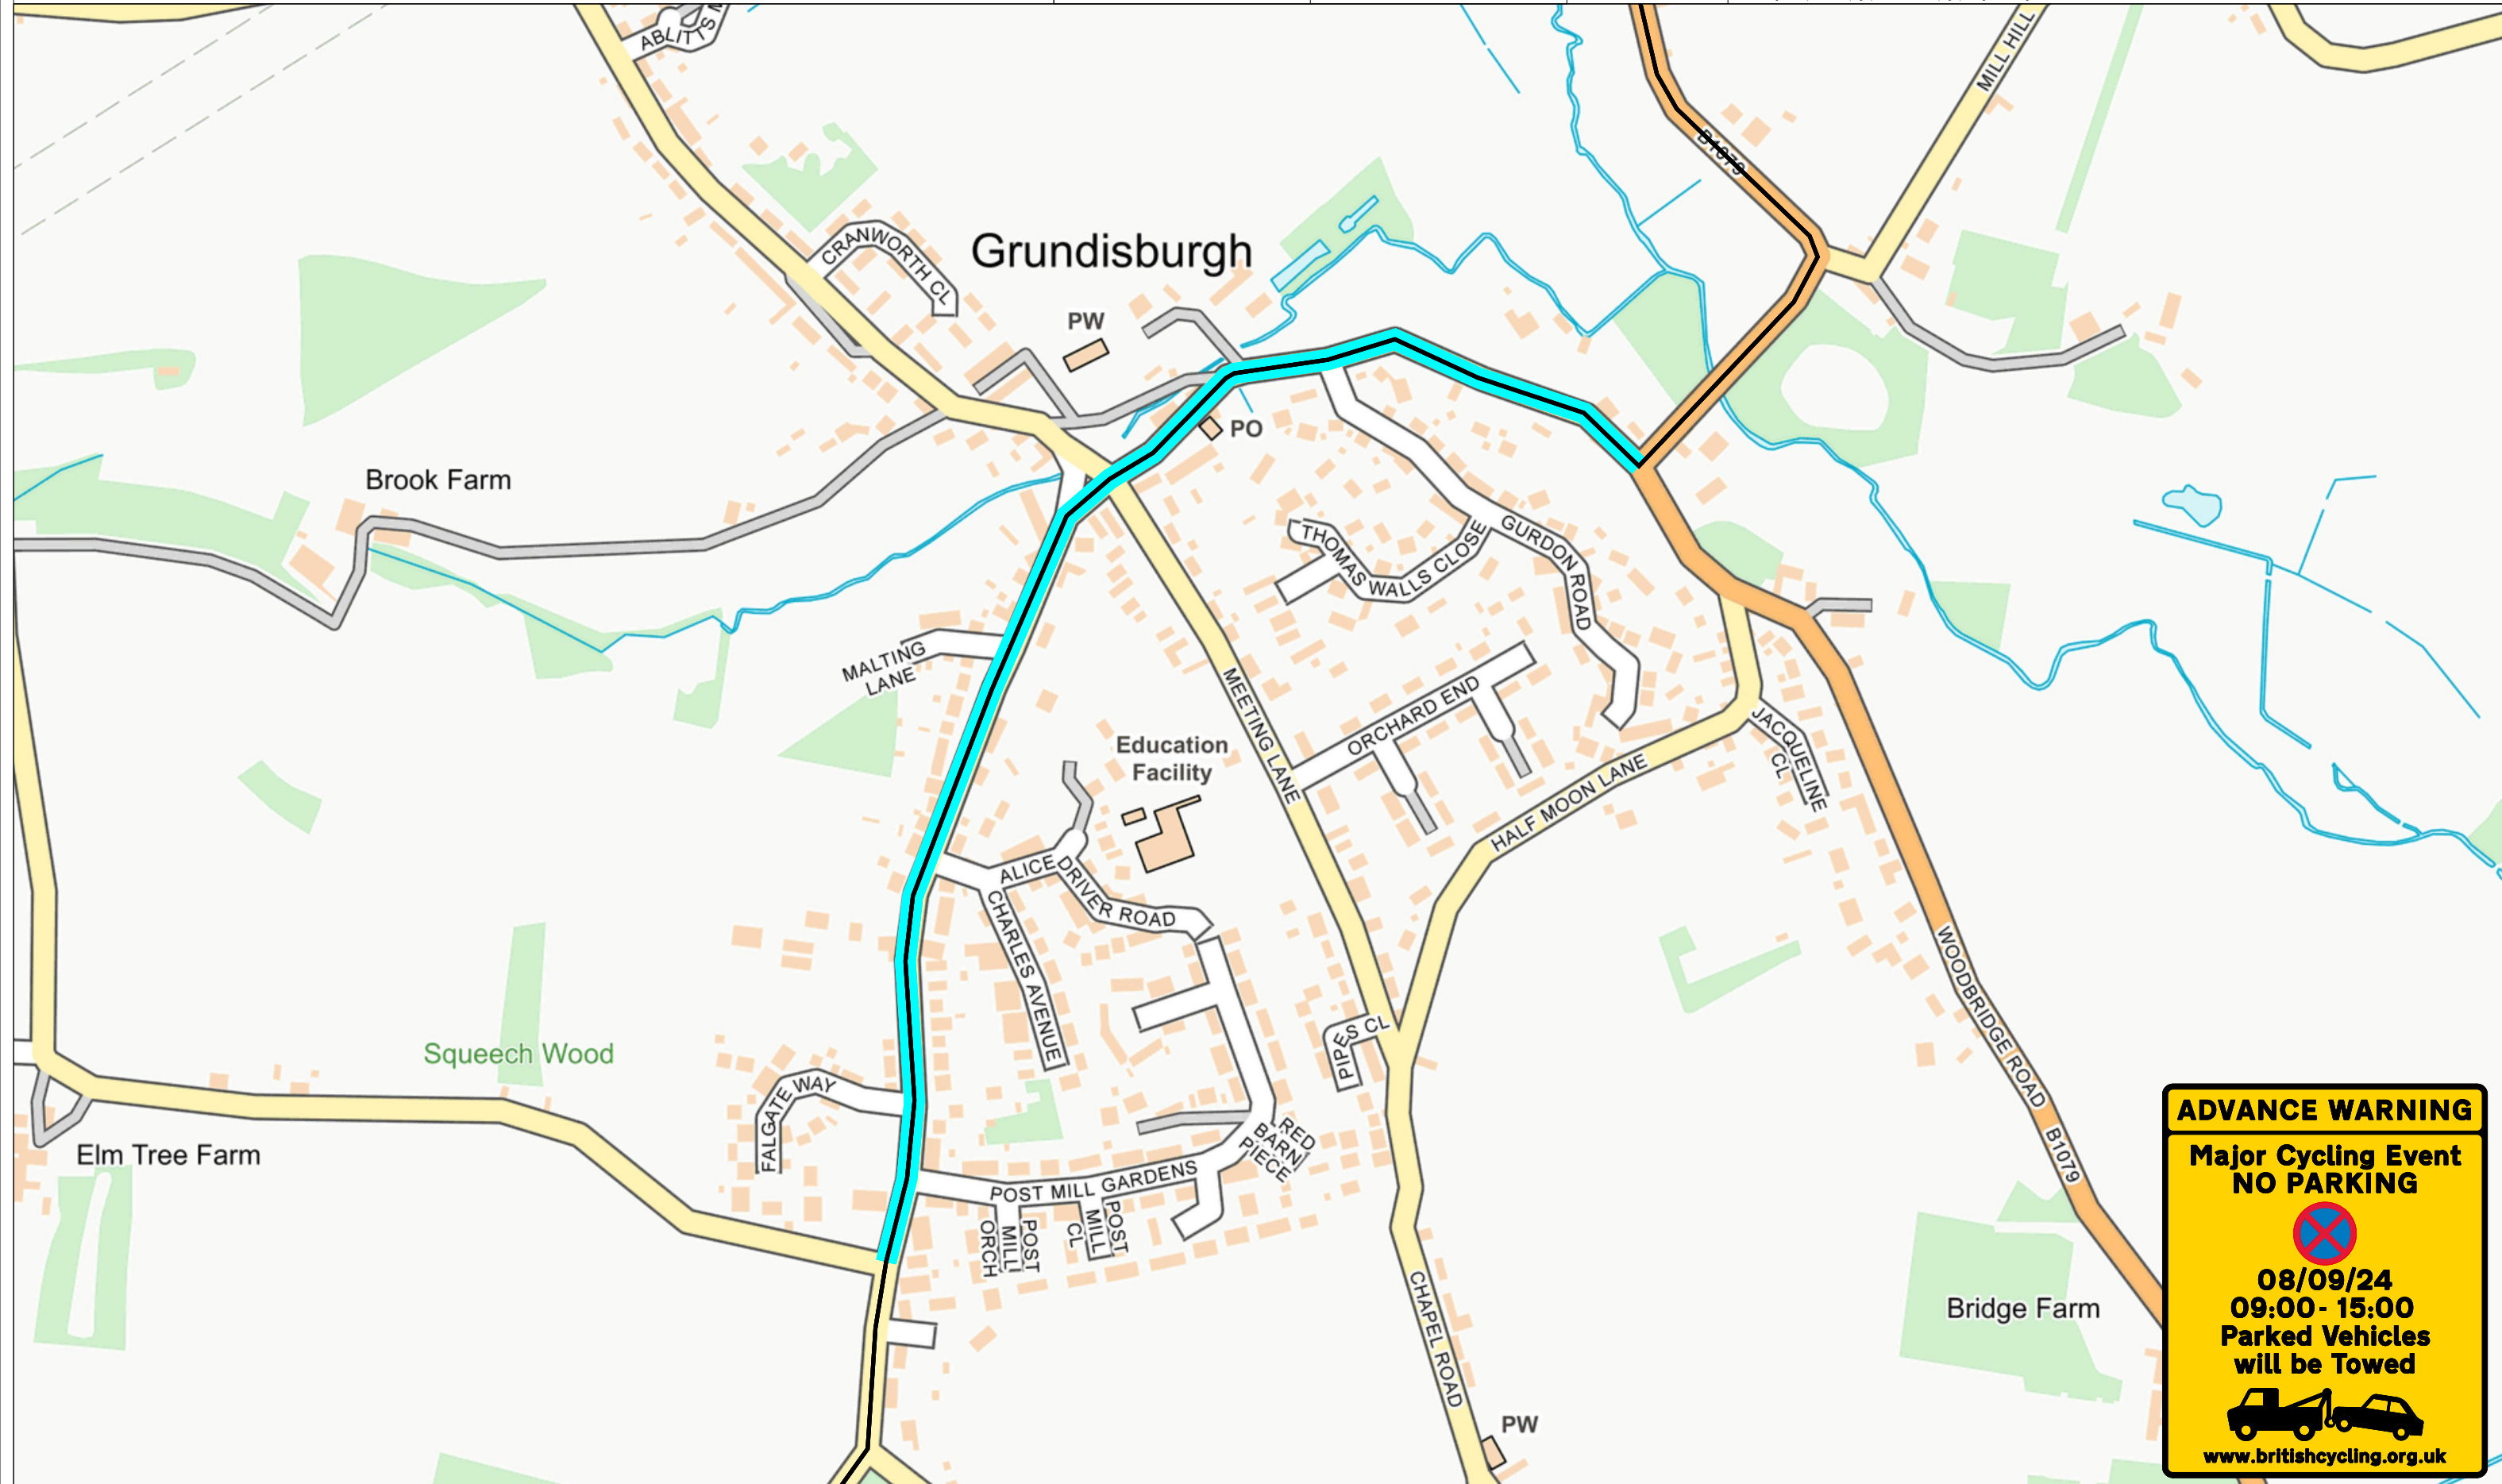 ABLITTS
MILL HILL
B1079
CRANWORTH CL
Grundisburgh
PW
PO
Brook Farm
THOMAS WALLS CLOSE
GURDON ROAD
MALTING
LANE
MEETING LANE
ORCHARD END
JACQUELINE
CL
Education
Facility
HALF MOON LANE
ALICE DRIVER ROAD
CHARLES AVENUE
WOODBRIDGE ROAD
PIPES CL
Squeech Wood
FALGATE WAY
Elm Tree Farm
RED
BARN
PIECE
POST MILL GARDENS
POST
MILL
ORCH
POST
MILL
CL
B1079
CHAPEL ROAD
Bridge Farm
PW
ADVANCE WARNING
Major Cycling Event
NO PARKING
08/09/24
09:00- 15:00
Parked Vehicles
will be Towed
www.britishcycling.org.uk